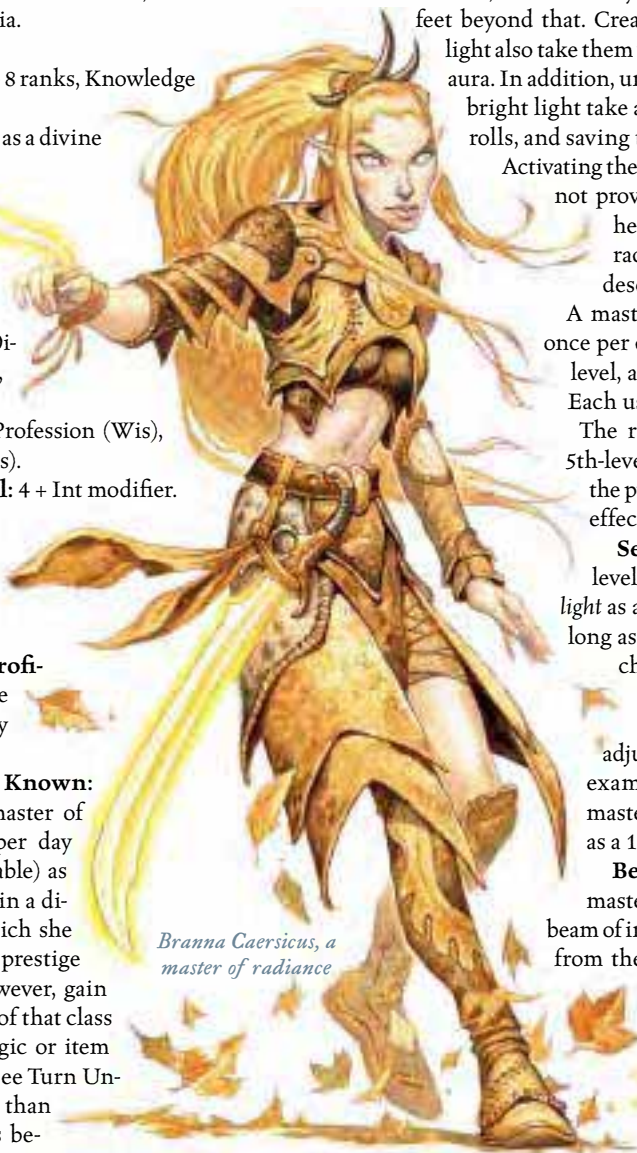 ia.
8 ranks, Knowledge
as a divine
Profession (Wis),
s).
l: 4 + Int modifier.
rofi-
e
y
Known:
master of
per day
able) as
in a di-
ich she
prestige
wever, gain
of that class
gic or item
ee Turn Un-
than
s be-
Branna Caersicus, a
master of radiance
feet beyond that. Crea
light also take them
aura. In addition, un
bright light take a
rolls, and saving t
Activating the
not prov
he
rad
desc
A mast
once per d
level, a
Each us
The r
5th-leve
the p
effec
Se
level
light as a
long as
ch
adju
exam
maste
as a 1
Be
maste
beam of in
from the